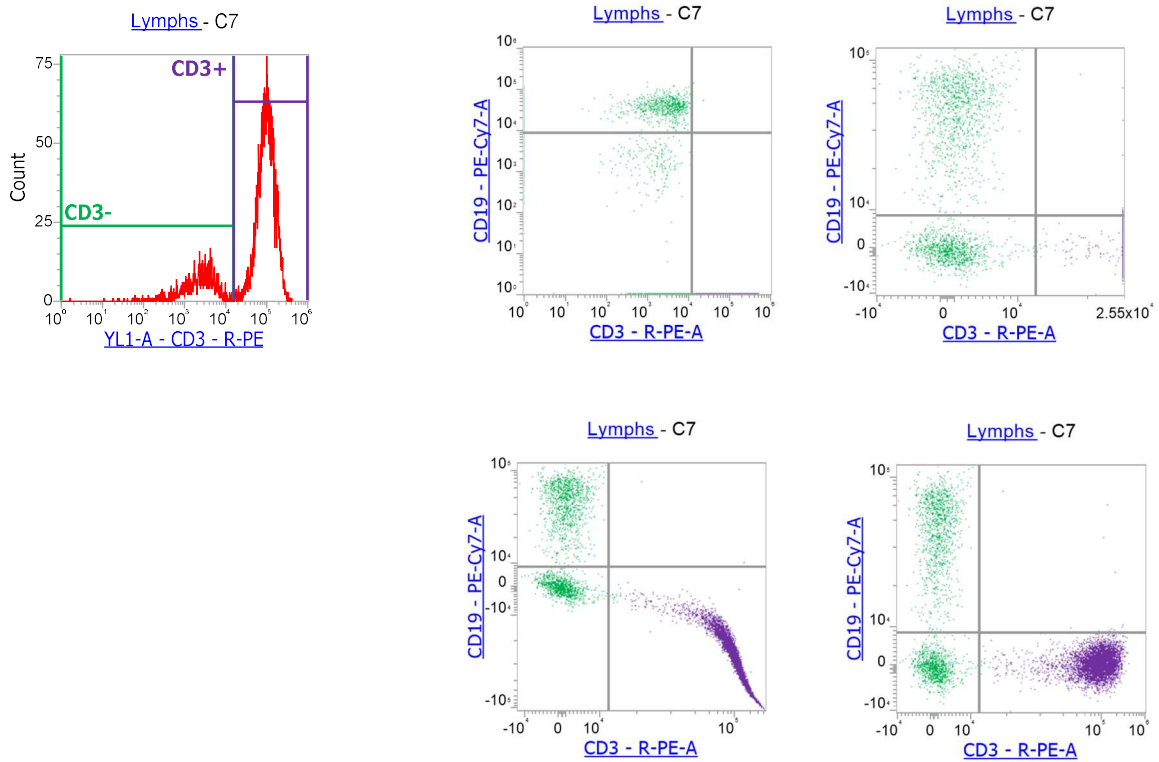 Lymphs - C7
75
50
25
0
Count
CD3+
CD3-
10⁰ 10¹ 10² 10³ 10⁴ 10⁵ 10⁶
YL1-A - CD3 - R-PE
Lymphs - C7
10⁶
10⁵
10⁴
10³
10²
10¹
10⁰
CD19 - PE-Cy7-A
10⁰ 10¹ 10² 10³ 10⁴ 10⁵ 10⁶
CD3 - R-PE-A
Lymphs - C7
10⁵
10⁴
0
-10⁴
CD19 - PE-Cy7-A
-10⁴ 0 10⁴ 2.55x10⁴
CD3 - R-PE-A
Lymphs - C7
10⁵
10⁴
0
-10⁴
-10⁵
CD19 - PE-Cy7-A
-10⁴ 0 10⁴ 10⁵
CD3 - R-PE-A
Lymphs - C7
10⁵
10⁴
0
-10⁴
CD19 - PE-Cy7-A
-10⁴ 0 10⁴ 10⁵ 10⁶
CD3 - R-PE-A